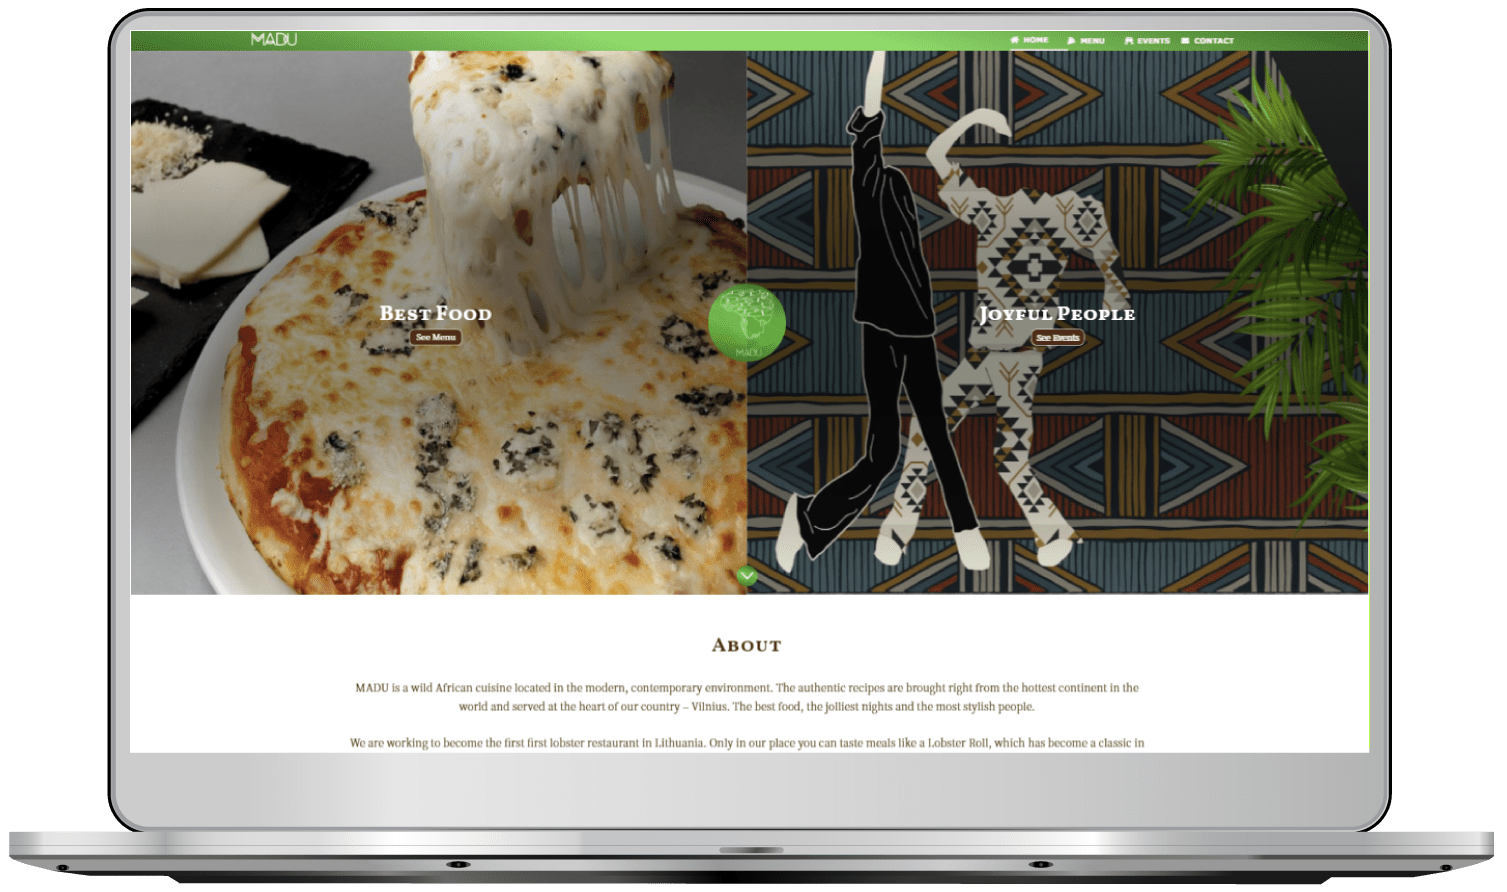 MADU
HOME MENU EVENTS CONTACT
Best Food
See Menu
MADU
Joyful People
See Events
About
MADU is a wild African cuisine located in the modern, contemporary environment. The authentic recipes are brought right from the hottest continent in the
world and served at the heart of our country – Vilnius. The best food, the jolliest nights and the most stylish people.
We are working to become the first first lobster restaurant in Lithuania. Only in our place you can taste meals like a Lobster Roll, which has become a classic in